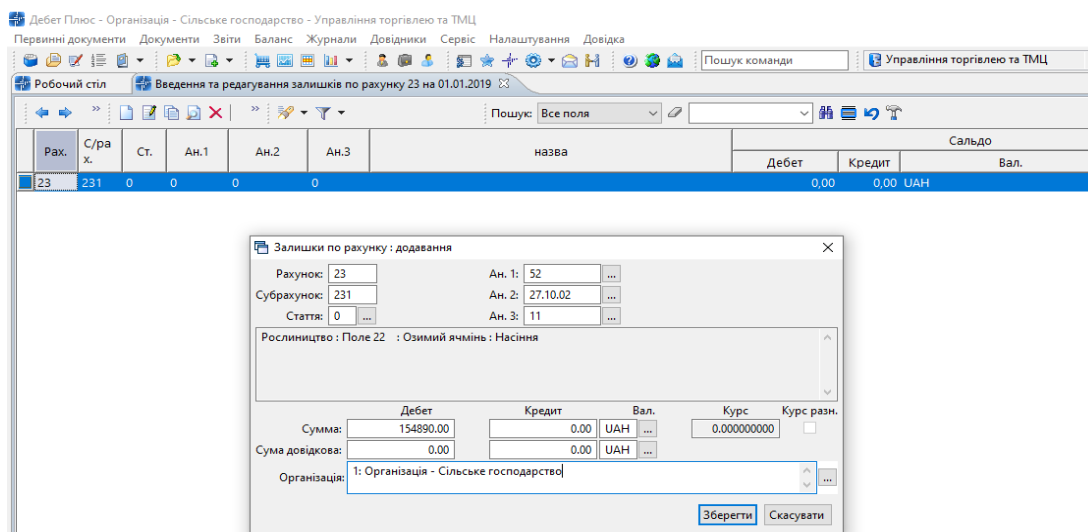 Дебет Плюс - Організація - Сільське господарство - Управління торгівлею та ТМЦ
Первинні документи Документи Звіти Баланс Журнали Довідники Сервіс Налаштування Довідка
Пошук команди Управління торгівлею та ТМЦ
Робочий стіл Введення та редагування залишків по рахунку 23 на 01.01.2019
Пошук: Все поля
Рах. С/рах. Ст. Ан.1 Ан.2 Ан.3 назва Сальдо
Дебет Кредит Вал.
23 231 0 0 0 0 0,00 0,00 UAH
Залишки по рахунку : додавання
Рахунок: 23 Ан. 1: 52 ...
Субрахунок: 231 Ан. 2: 27.10.02 ...
Стаття: 0 ... Ан. 3: 11 ...
Рослиництво : Поле 22 : Озимий ячмінь : Насіння
Дебет Кредит Вал. Курс Курс разн.
Сумма: 154890.00 0.00 UAH ... 0.000000000
Сума довідкова: 0.00 0.00 UAH ...
Організація: 1: Організація - Сільське господарство ...
Зберегти Скасувати